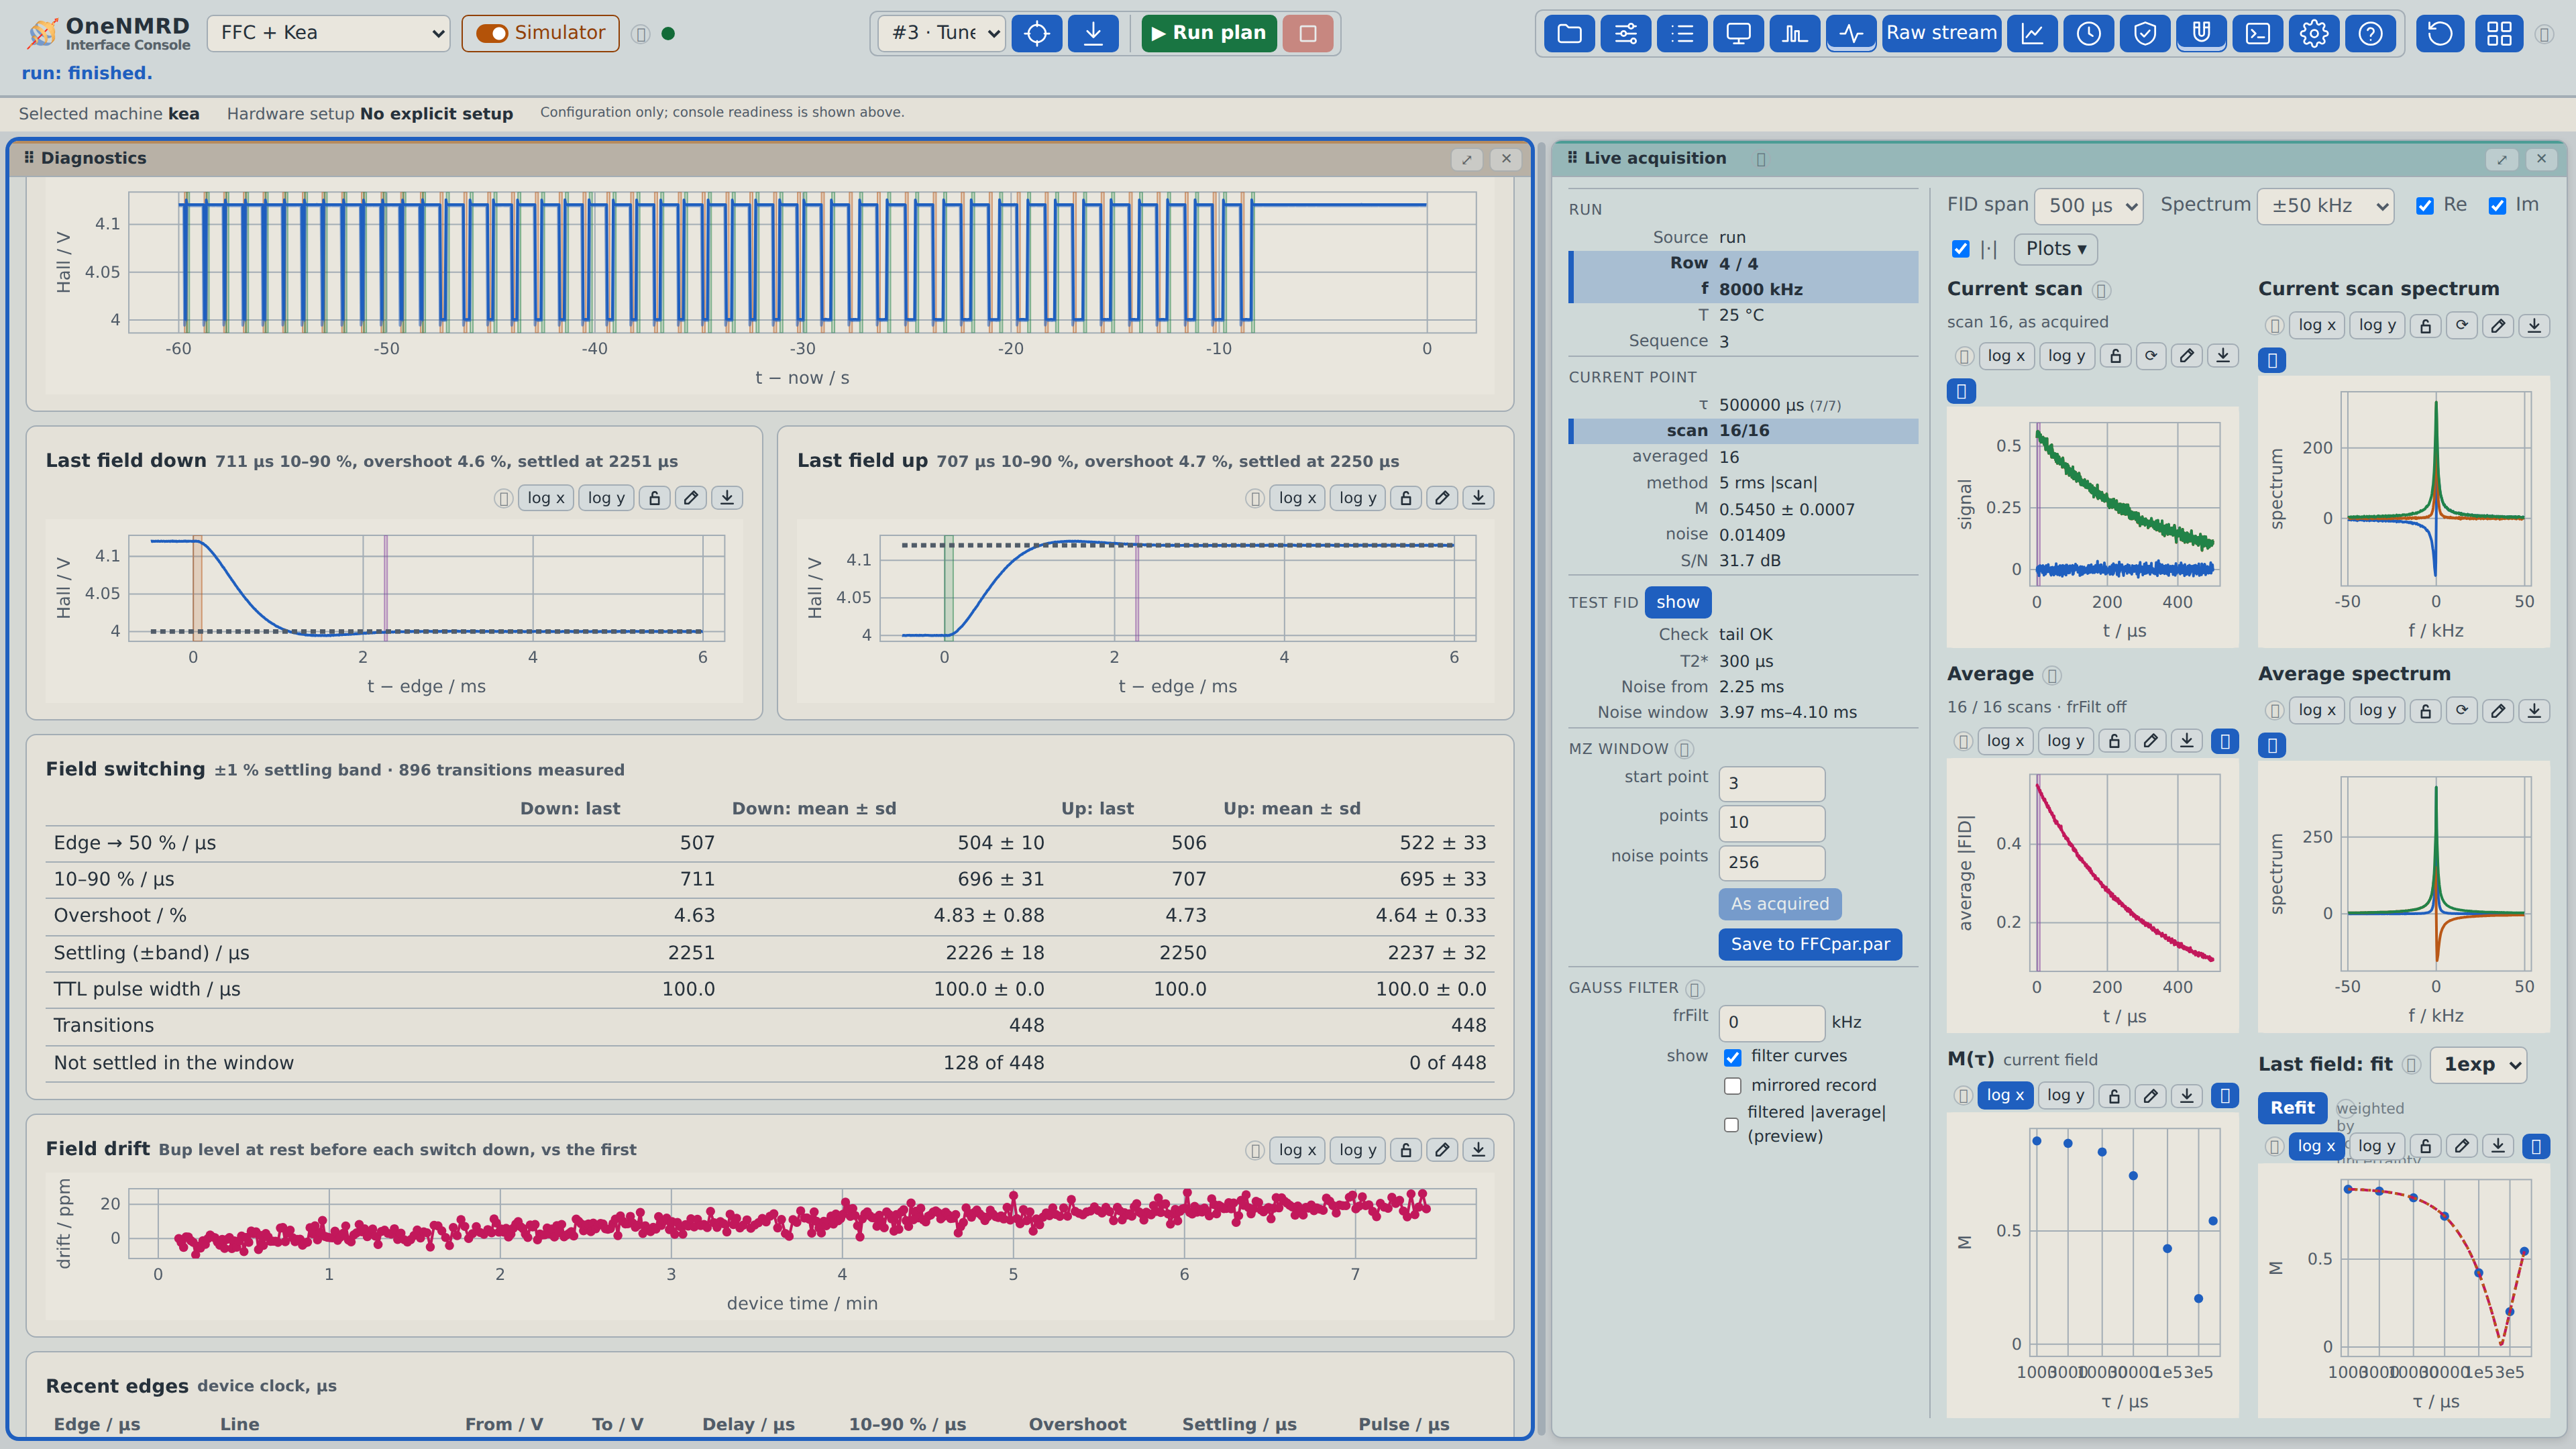 OneNMRD
Interface Console
FFC + Kea
Simulator
#3 · Tune
▶ Run plan
Raw stream
run: finished.
Selected machine kea Hardware setup No explicit setup Configuration only; console readiness is shown above.
Diagnostics
Hall / V
4.1
4.05
4
-60 -50 -40 -30 -20 -10 0
t − now / s
Last field down 711 µs 10–90 %, overshoot 4.6 %, settled at 2251 µs
log x log y
Hall / V
4.1
4.05
4
0 2 4 6
t − edge / ms
Last field up 707 µs 10–90 %, overshoot 4.7 %, settled at 2250 µs
log x log y
Hall / V
4.1
4.05
4
0 2 4 6
t − edge / ms
Field switching ±1 % settling band · 896 transitions measured
Down: last Down: mean ± sd Up: last Up: mean ± sd
Edge → 50 % / µs 507 504 ± 10 506 522 ± 33
10–90 % / µs 711 696 ± 31 707 695 ± 33
Overshoot / % 4.63 4.83 ± 0.88 4.73 4.64 ± 0.33
Settling (±band) / µs 2251 2226 ± 18 2250 2237 ± 32
TTL pulse width / µs 100.0 100.0 ± 0.0 100.0 100.0 ± 0.0
Transitions 448 448
Not settled in the window 128 of 448 0 of 448
Field drift Bup level at rest before each switch down, vs the first
log x log y
drift / ppm
20
0
0 1 2 3 4 5 6 7
device time / min
Recent edges device clock, µs
Edge / µs Line From / V To / V Delay / µs 10–90 % / µs Overshoot Settling / µs Pulse / µs
Live acquisition
RUN
Source run
Row 4 / 4
f 8000 kHz
T 25 °C
Sequence 3
CURRENT POINT
τ 500000 µs (7/7)
scan 16/16
averaged 16
method 5 rms |scan|
M 0.5450 ± 0.0007
noise 0.01409
S/N 31.7 dB
TEST FID show
Check tail OK
T2* 300 µs
Noise from 2.25 ms
Noise window 3.97 ms–4.10 ms
MZ WINDOW
start point 3
points 10
noise points 256
As acquired
Save to FFCpar.par
GAUSS FILTER
frFilt 0 kHz
show filter curves
mirrored record
filtered |average| (preview)
FID span 500 µs Spectrum ±50 kHz Re Im
|·| Plots ▾
Current scan
scan 16, as acquired
log x log y
signal
0.5
0.25
0
0 200 400
t / µs
Current scan spectrum
log x log y
spectrum
200
0
-50 0 50
f / kHz
Average
16 / 16 scans · frFilt off
log x log y
average |FID|
0.4
0.2
0 200 400
t / µs
Average spectrum
log x log y
spectrum
250
0
-50 0 50
f / kHz
M(τ) current field
log x log y
M
0.5
0
1000 3000 10000 30000 1e5 3e5
τ / µs
Last field: fit 1exp
Refit weighted
by
log x log y
M
0.5
0
1000 3000 10000 30000 1e5 3e5
τ / µs